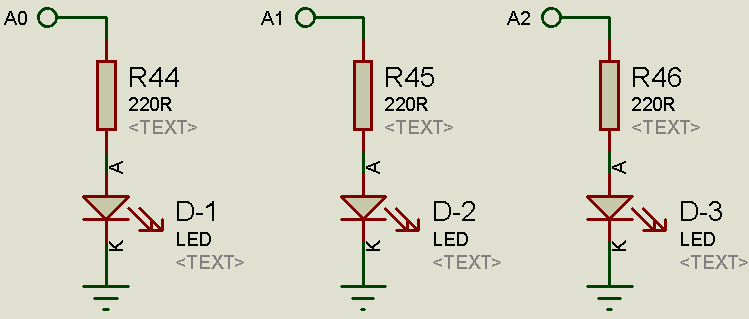 A0
R44
220R
<TEXT>
A
D-1
LED
<TEXT>
K
A1
R45
220R
<TEXT>
A
D-2
LED
<TEXT>
K
A2
R46
220R
<TEXT>
A
D-3
LED
<TEXT>
K